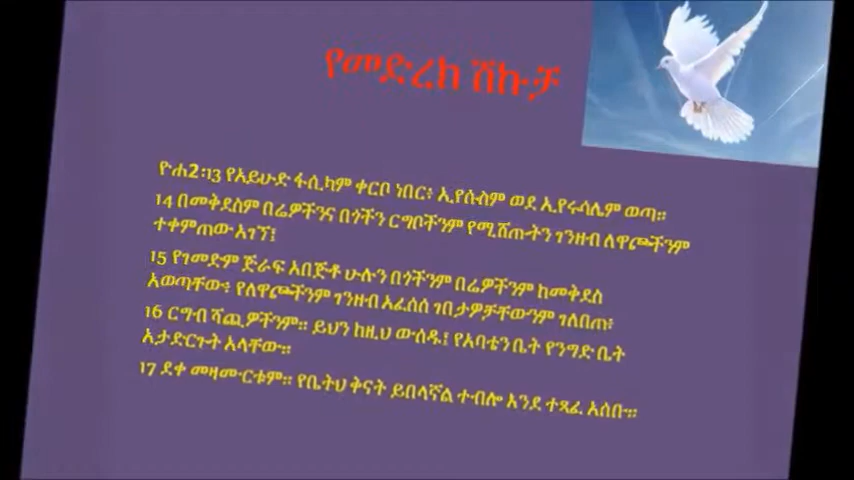 የመድረክ ሽኩቻ
ዮሐ2፡13 የአይሁድ ፋሲካም ቀርቦ ነበር፥ ኢየሱስም ወደ ኢየሩሳሌም ወጣ።
14 በመቅደስም በሬዎችንና በጎችን ርግቦችንም የሚሸጡትን ገንዘብ ለዋጮችንም
ተቀምጠው አገኘ፤
15 የገመድም ጅራፍ አበጅቶ ሁሉን በጎችንም በሬዎችንም ከመቅደስ
አወጣቸው፥ የለዋጮችንም ገንዘብ አፈሰሰ ገበታዎቻቸውንም ገለበጠ፥
16 ርግብ ሻጪዎችንም። ይህን ከዚህ ውሰዱ፤ የአባቴን ቤት የንግድ ቤት
አታድርጉት አላቸው።
17 ደቀ መዛሙርቱም። የቤትህ ቅናት ይበላኛል ተብሎ እንደ ተጻፈ አሰቡ።